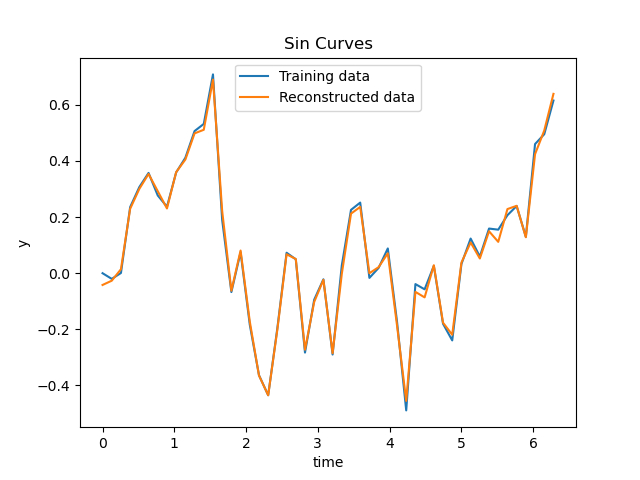 Sin Curves
Training data
Reconstructed data
y
0.6
0.4
0.2
0.0
−0.2
−0.4
0 1 2 3 4 5 6
time